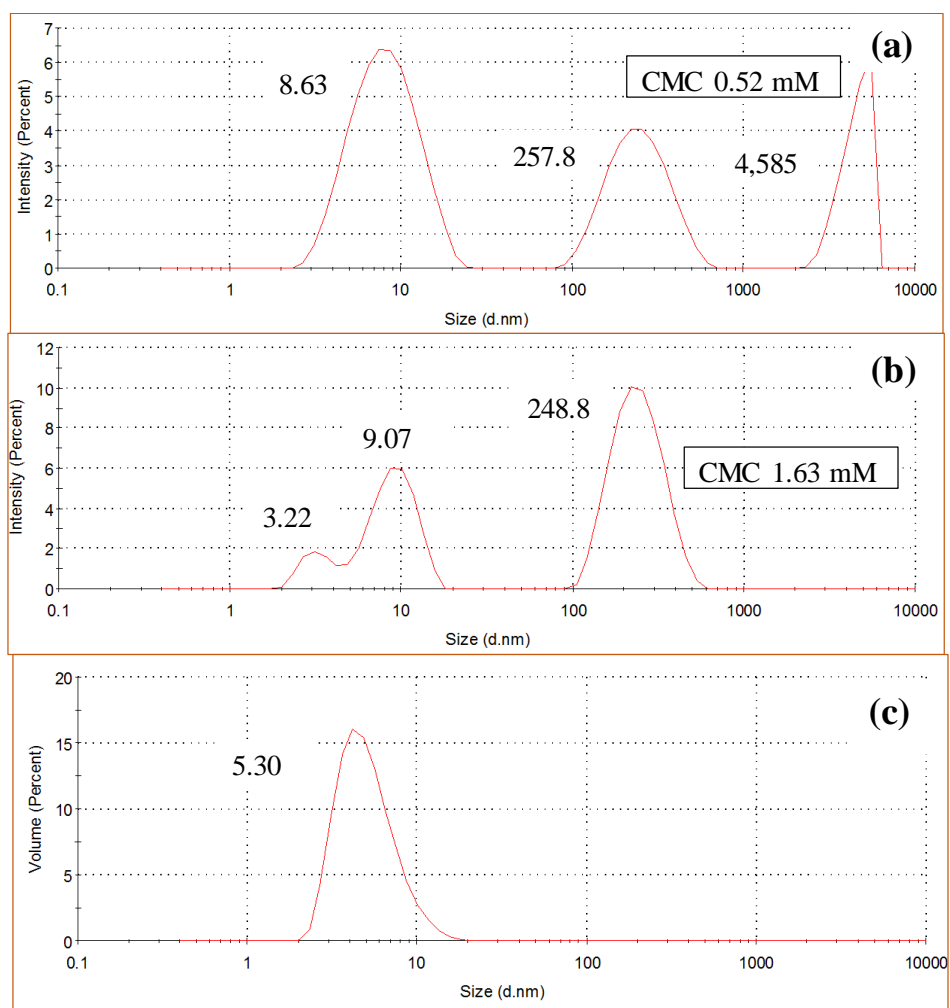 (a)
CMC 0.52 mM
8.63
257.8
4,585
Intensity (Percent)
7
6
5
4
3
2
1
0
0.1 1 10 100 1000 10000
Size (d.nm)
(b)
CMC 1.63 mM
3.22
9.07
248.8
Intensity (Percent)
12
10
8
6
4
2
0
0.1 1 10 100 1000 10000
Size (d.nm)
(c)
5.30
Volume (Percent)
20
15
10
5
0
0.1 1 10 100 1000 10000
Size (d.nm)